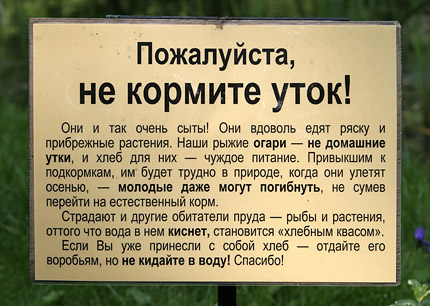 Пожалуйста,
не кормите уток!
Они и так очень сыты! Они вдоволь едят ряску и
прибрежные растения. Наши рыжие огари — не домашние
утки, и хлеб для них — чуждое питание. Привыкшим к
подкормкам, им будет трудно в природе, когда они улетят
осенью, — молодые даже могут погибнуть, не сумев
перейти на естественный корм.
Страдают и другие обитатели пруда — рыбы и растения,
оттого что вода в нем киснет, становится «хлебным квасом».
Если Вы уже принесли с собой хлеб — отдайте его
воробьям, но не кидайте в воду! Спасибо!